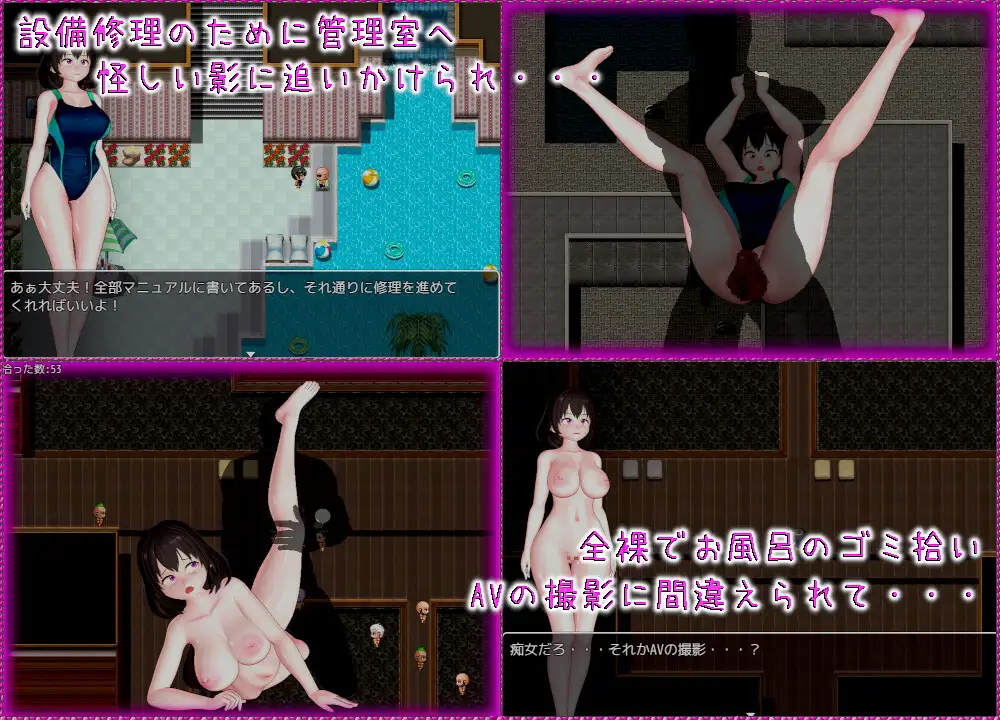 設備修理のために管理室へ
怪しい影に追いかけられ・・・
あぁ大丈夫！全部マニュアルに書いてあるし、それ通りに修理を進めて
くれればいいよ！
拾った数:53
全裸でお風呂のゴミ拾い
AVの撮影に間違えられて・・・
痴女だろ・・・それかAVの撮影・・・？